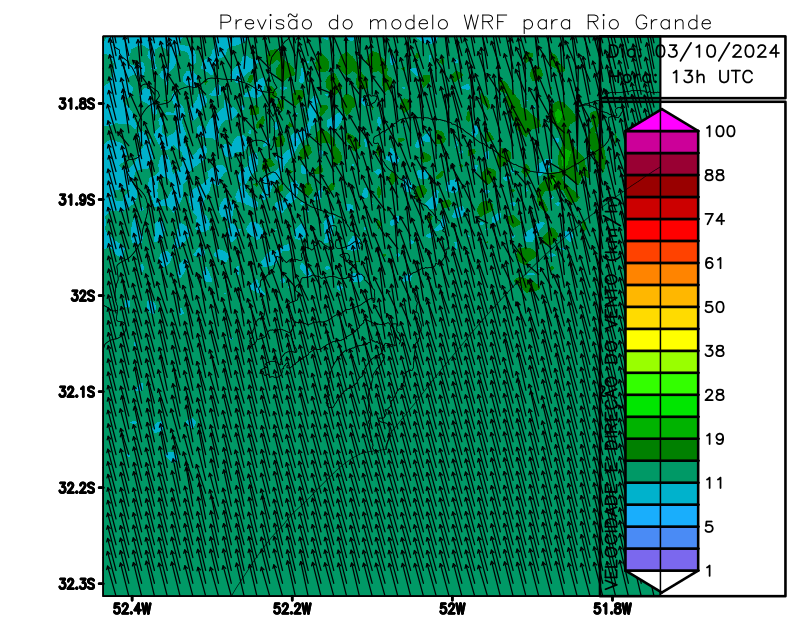 Previsão do modelo WRF para Rio Grande
Dia: 03/10/2024
Hora: 13h UTC
31.8S
31.9S
32S
32.1S
32.2S
32.3S
52.4W
52.2W
52W
51.8W
VELOCIDADE E DIREÇÃO DO VENTO (km/h)
100
88
74
61
50
38
28
19
11
5
1